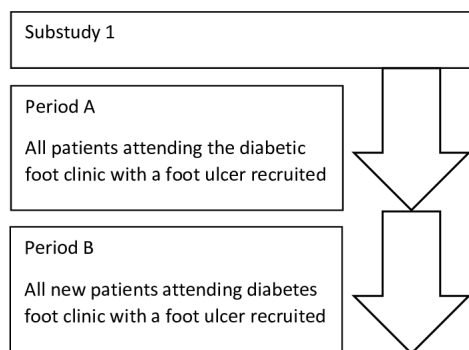 Substudy 1
Period A
All patients attending the diabetic
foot clinic with a foot ulcer recruited
Period B
All new patients attending diabetes
foot clinic with a foot ulcer recruited